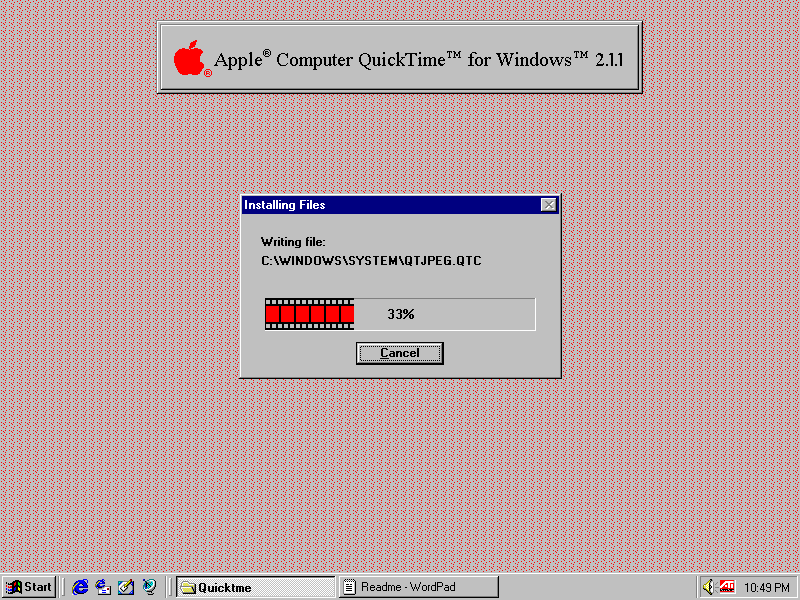 Apple® Computer QuickTime™ for Windows™ 2.1.1
®
Installing Files
Writing file:
C:\WINDOWS\SYSTEM\QTJPEG.QTC
33%
Cancel
Start
Quicktme
Readme - WordPad
ATI
10:49 PM